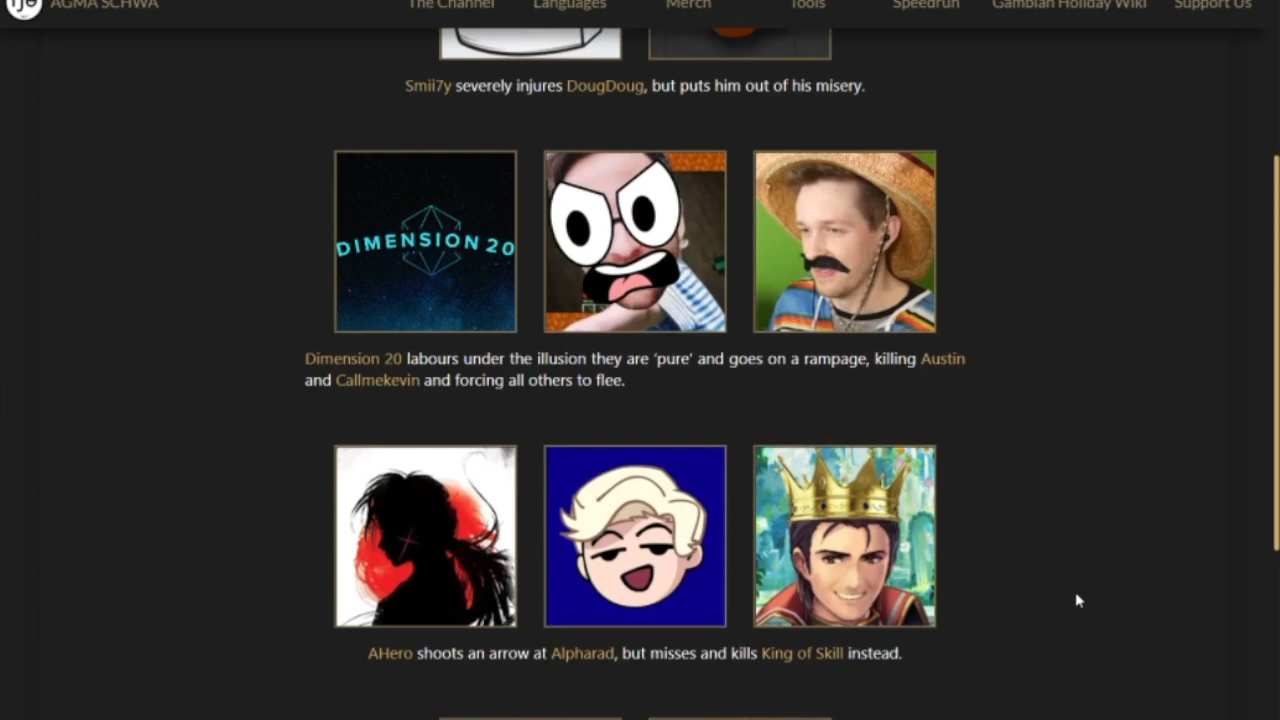 AGMA SCHWA
The Channel
Languages
Merch
Tools
Speedrun
Gambian Holiday Wiki
Support Us
Smii7y severely injures DougDoug, but puts him out of his misery.
DIMENSION 20
Dimension 20 labours under the illusion they are 'pure' and goes on a rampage, killing Austin
and Callmekevin and forcing all others to flee.
AHero shoots an arrow at Alpharad, but misses and kills King of Skill instead.